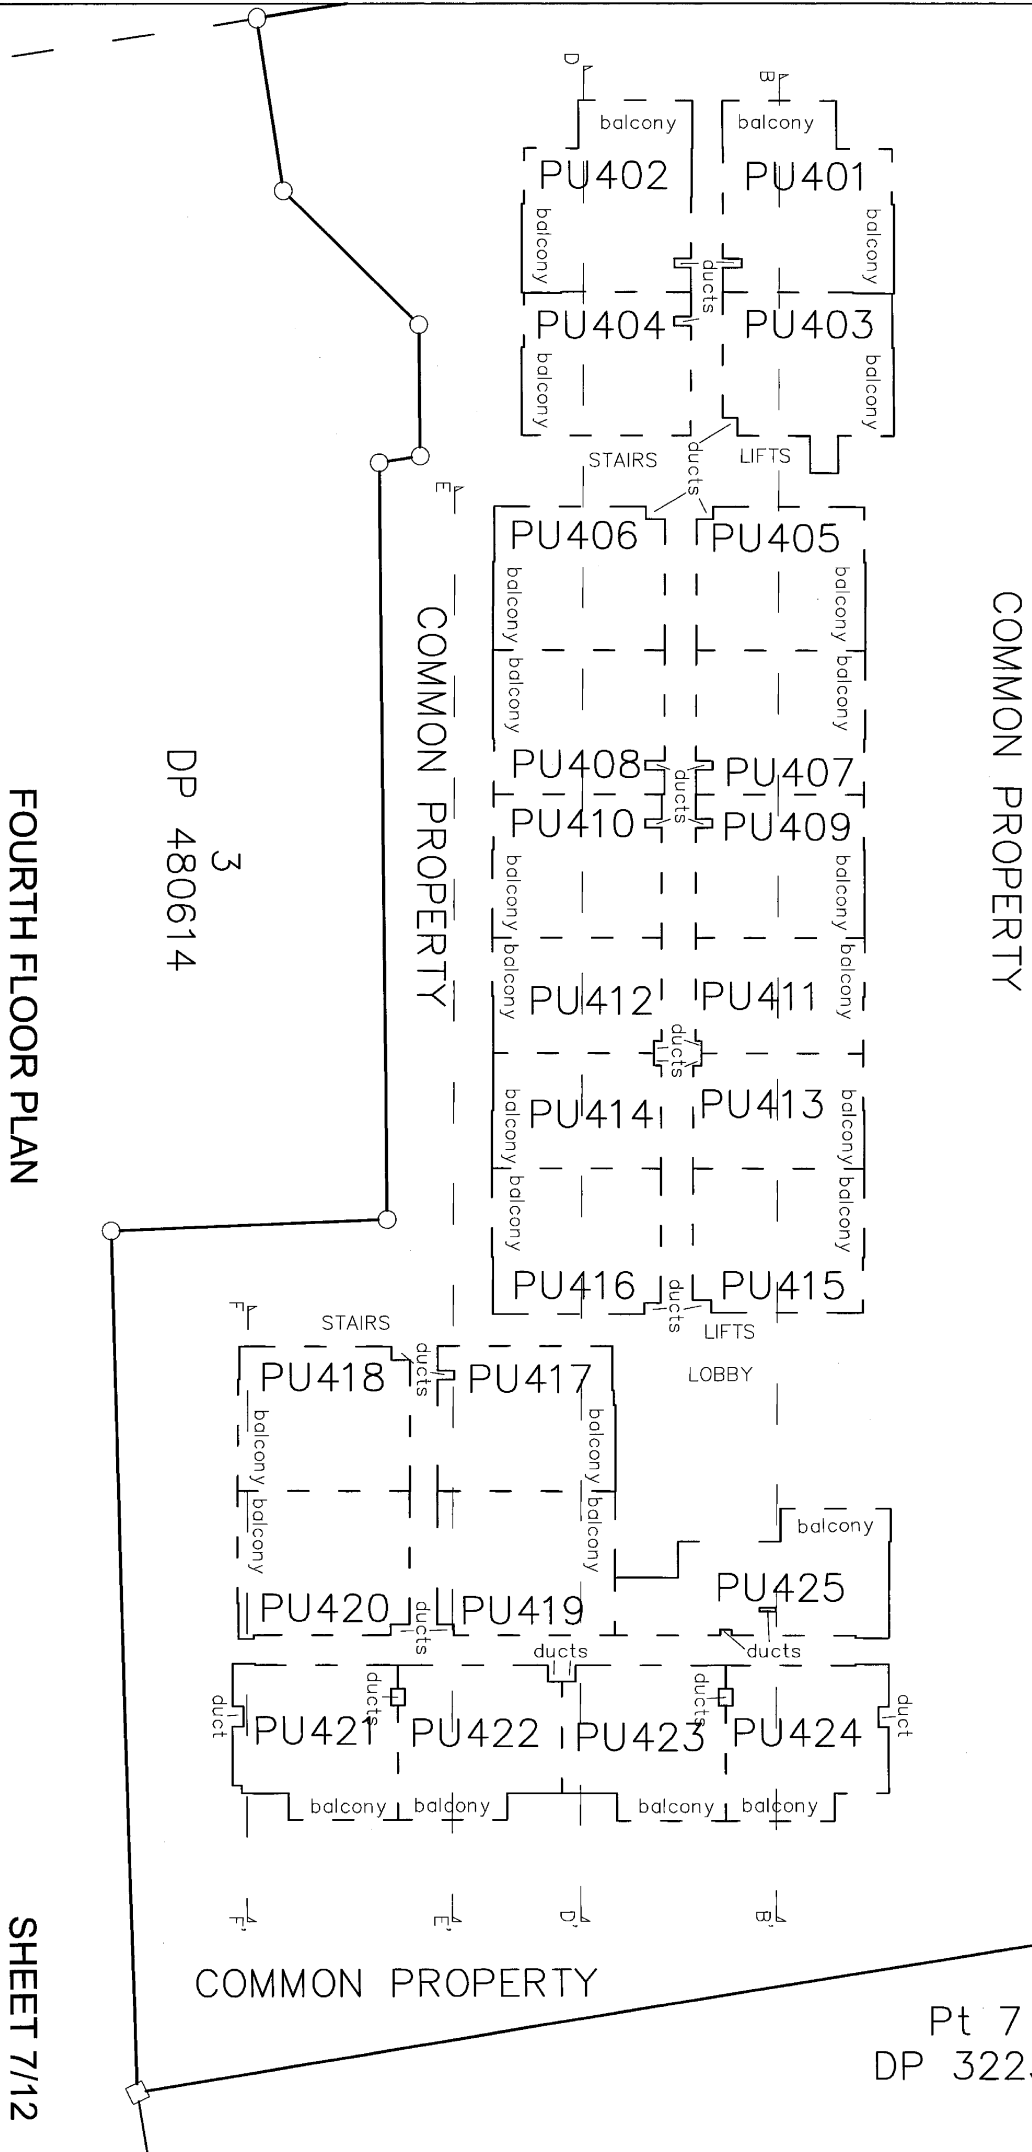 D
B
balcony
balcony
PU402
PU401
balcony
balcony
ducts
PU404
PU403
balcony
balcony
STAIRS
LIFTS
ducts
E
PU406
PU405
balcony
balcony
COMMON PROPERTY
COMMON PROPERTY
balcony
balcony
PU408
PU407
ducts
PU410
PU409
balcony
balcony
DP 480614
3
FOURTH FLOOR PLAN
balcony
balcony
PU412
PU411
ducts
ducts
PU414
PU413
balcony
balcony
balcony
balcony
PU416
PU415
ducts
F
STAIRS
LIFTS
LOBBY
ducts
PU418
PU417
balcony
balcony
balcony
balcony
balcony
PU425
PU420
PU419
ducts
ducts
ducts
duct
ducts
ducts
duct
PU421
PU422
PU423
PU424
balcony
balcony
balcony
balcony
F'
E'
D'
B'
COMMON PROPERTY
Pt 7
DP 322
SHEET 7/12